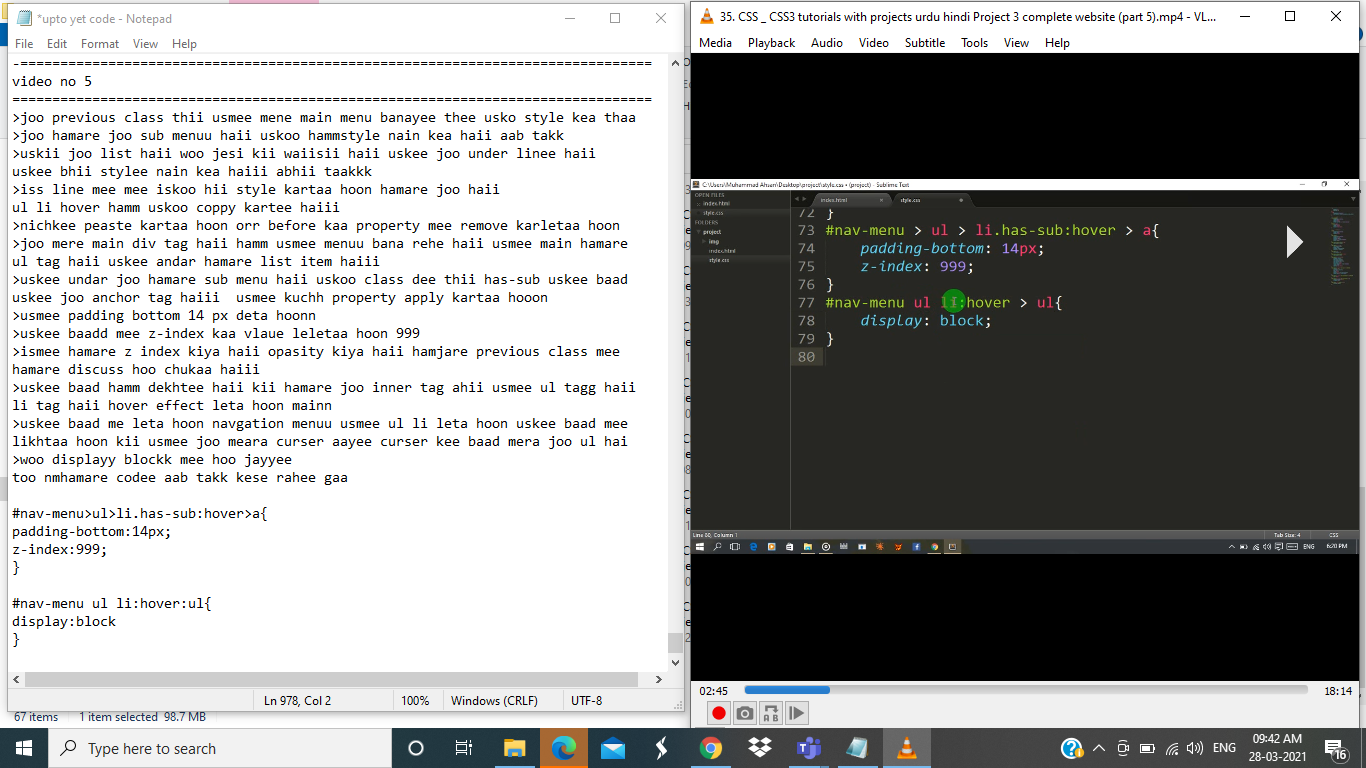 *upto yet code - Notepad
File Edit Format View Help
-===============================================================================
video no 5
================================================================================
>joo previous class thii usmee mene main menu banayee thee usko style kea thaa
>joo hamare joo sub menuu haii uskoo hammstyle nain kea haii aab takk
>uskii joo list haii woo jesi kii waiisii haii uskee joo under linee haii
uskee bhii stylee nain kea haiii abhii taakkk
>iss line mee mee iskoo hii style kartaa hoon hamare joo haii
ul li hover hamm uskoo coppy kartee haiii
>nichkee peaste kartaa hoon orr before kaa property mee remove karletaa hoon
>joo mere main div tag haii hamm usmee menuu bana rehe haii usmee main hamare
ul tag haii uskee andar hamare list item haiii
>uskee undar joo hamare sub menu haii uskoo class dee thii has-sub uskee baad
uskee joo anchor tag haiii usmee kuchh property apply kartaa hooon
>usmee padding bottom 14 px deta hoonn
>uskee baadd mee z-index kaa vlaue leletaa hoon 999
>ismee hamare z index kiya haii opasity kiya haii hamjare previous class mee
hamare discuss hoo chukaa haiii
>uskee baad hamm dekhtee haii kii hamare joo inner tag ahii usmee ul tagg haii
li tag haii hover effect leta hoon mainn
>uskee baad me leta hoon navgation menuu usmee ul li leta hoon uskee baad mee
likhtaa hoon kii usmee joo meara curser aayee curser kee baad mera joo ul hai
>woo displayy blockk mee hoo jayyee
too nmhamare codee aab takk kese rahee gaa
#nav-menu>ul>li.has-sub:hover>a{
padding-bottom:14px;
z-index:999;
}
#nav-menu ul li:hover:ul{
display:block
}
Ln 978, Col 2 100% Windows (CRLF) UTF-8
67 items 1 item selected 98.7 MB
35. CSS _ CSS3 tutorials with projects urdu hindi Project 3 complete website (part 5).mp4 - VL...
Media Playback Audio Video Subtitle Tools View Help
C:\Users\Muhammad Ahsan\Desktop\project\style.css • (project) - Sublime Text
OPEN FILES
index.html
style.css
FOLDERS
project
img
index.html
style.css
index.html style.css
72 }
73 #nav-menu > ul > li.has-sub:hover > a{
74 padding-bottom: 14px;
75 z-index: 999;
76 }
77 #nav-menu ul li:hover > ul{
78 display: block;
79 }
80
Line 80, Column 1 Tab Size: 4 CSS
ENG 6:20 PM
02:45 18:14
Type here to search
ENG
09:42 AM
28-03-2021
16